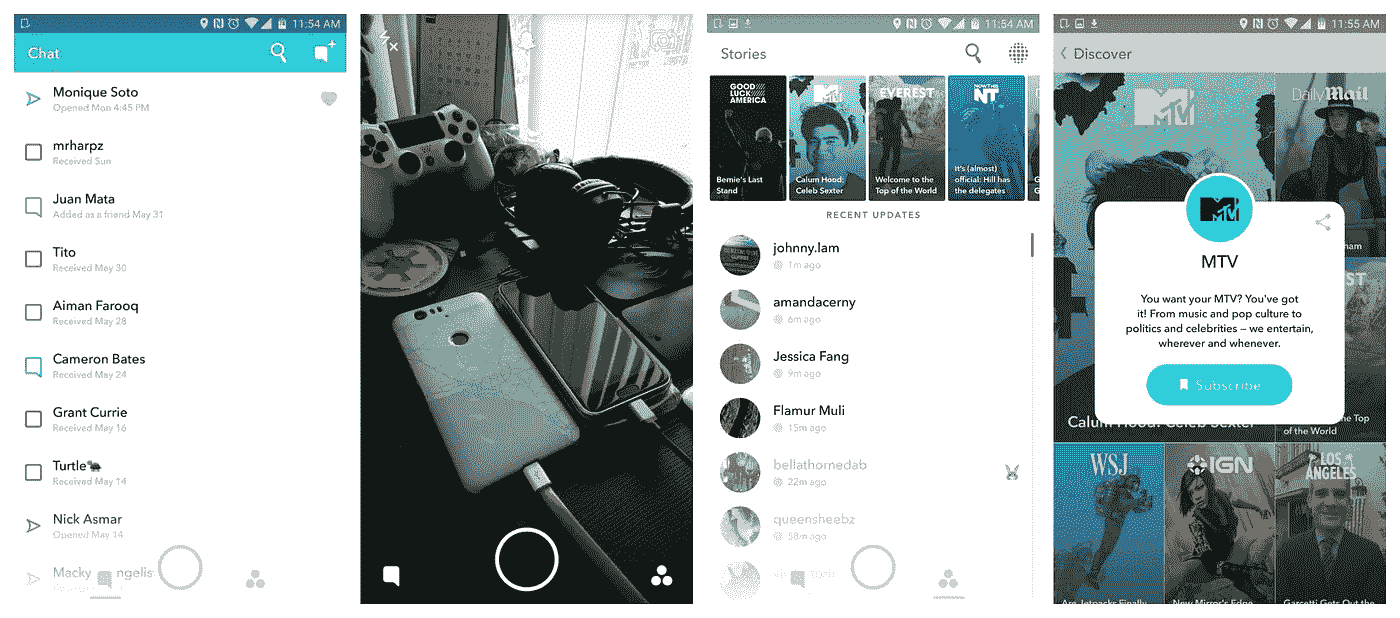 11:54 AM
Chat
Monique Soto
Opened Mon 4:45 PM
mrharpz
Received Sun
Juan Mata
Added as a friend May 31
Tito
Received May 30
Aiman Farooq
Received May 28
Cameron Bates
Received May 24
Grant Currie
Received May 16
Turtle🐢
Received May 14
Nick Asmar
Opened May 14
Macky ngelis
11:54 AM
Stories
GOOD
LUCK
AMERICA
Bernie's Last
Stand
MTV
Calum Hood:
Celeb Sexter
EVEREST
Welcome to the
Top of the World
NOW THIS
NT
It's (almost)
official: Hill has
the delegates
RECENT UPDATES
johnny.lam
1m ago
amandacerny
6m ago
Jessica Fang
9m ago
Flamur Muli
15m ago
bellathornedab
22m ago
queensheebz
58m ago
11:55 AM
Discover
MTV
Daily Mail
ham
ST
MTV
MTV
You want your MTV? You've got
it! From music and pop culture to
politics and celebrities – we entertain,
wherever and whenever.
Subscribe
Calum Hood: Celeb Sexter
he Top
of the World
WSJ
IGN
LOS
ANGELES
Are Jetpacks Finally
New Mirror's Edge
Garcetti Gets Out the